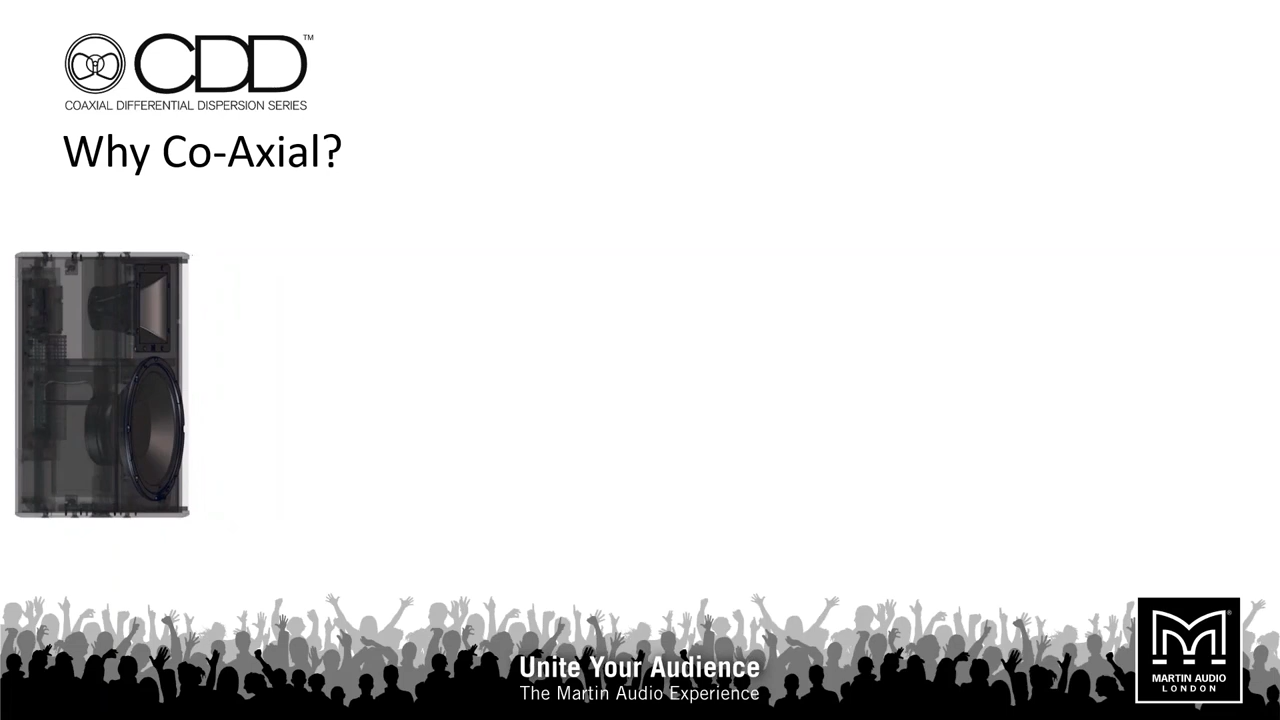 CDD™
COAXIAL DIFFERENTIAL DISPERSION SERIES
Why Co-Axial?
Unite Your Audience
The Martin Audio Experience
®
MARTIN AUDIO
LONDON